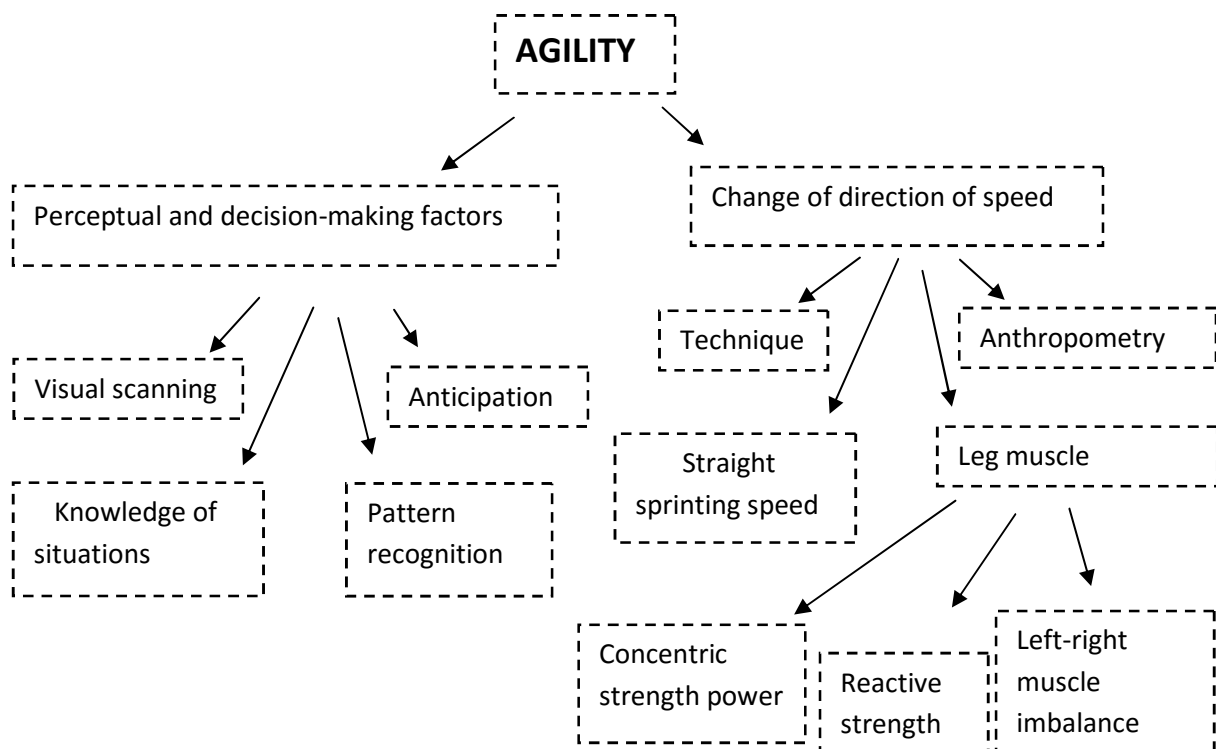 AGILITY
Perceptual and decision-making factors
Change of direction of speed
Technique
Anthropometry
Visual scanning
Anticipation
Straight
sprinting speed
Leg muscle
Knowledge of
situations
Pattern
recognition
Concentric
strength power
Reactive
strength
Left-right
muscle
imbalance